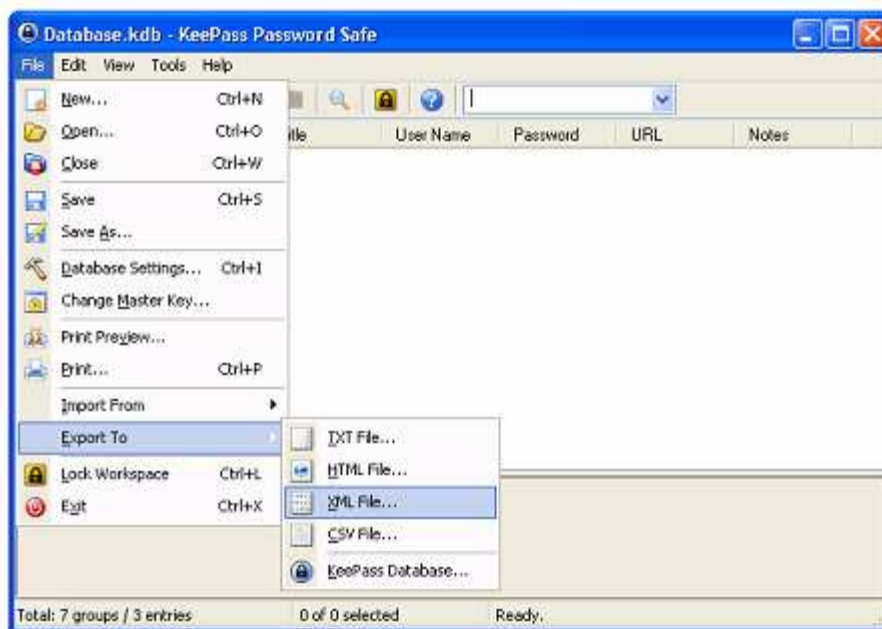 Database.kdb - KeePass Password Safe
File Edit View Tools Help
New... Ctrl+N
Open... Ctrl+O
itle User Name Password URL Notes
Close Ctrl+W
Save Ctrl+S
Save As...
Database Settings... Ctrl+I
Change Master Key...
Print Preview...
Print... Ctrl+P
Import From
Export To
TXT File...
HTML File...
Lock Workspace Ctrl+L
XML File...
Exit Ctrl+X
CSV File...
KeePass Database...
Total: 7 groups / 3 entries 0 of 0 selected Ready.